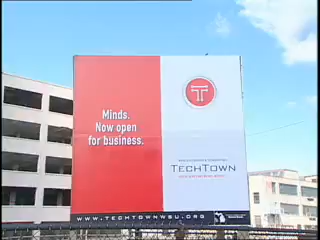 Minds.
Now open
for business.
T
TECHTOWN
WWW.TECHTOWNWSU.ORG